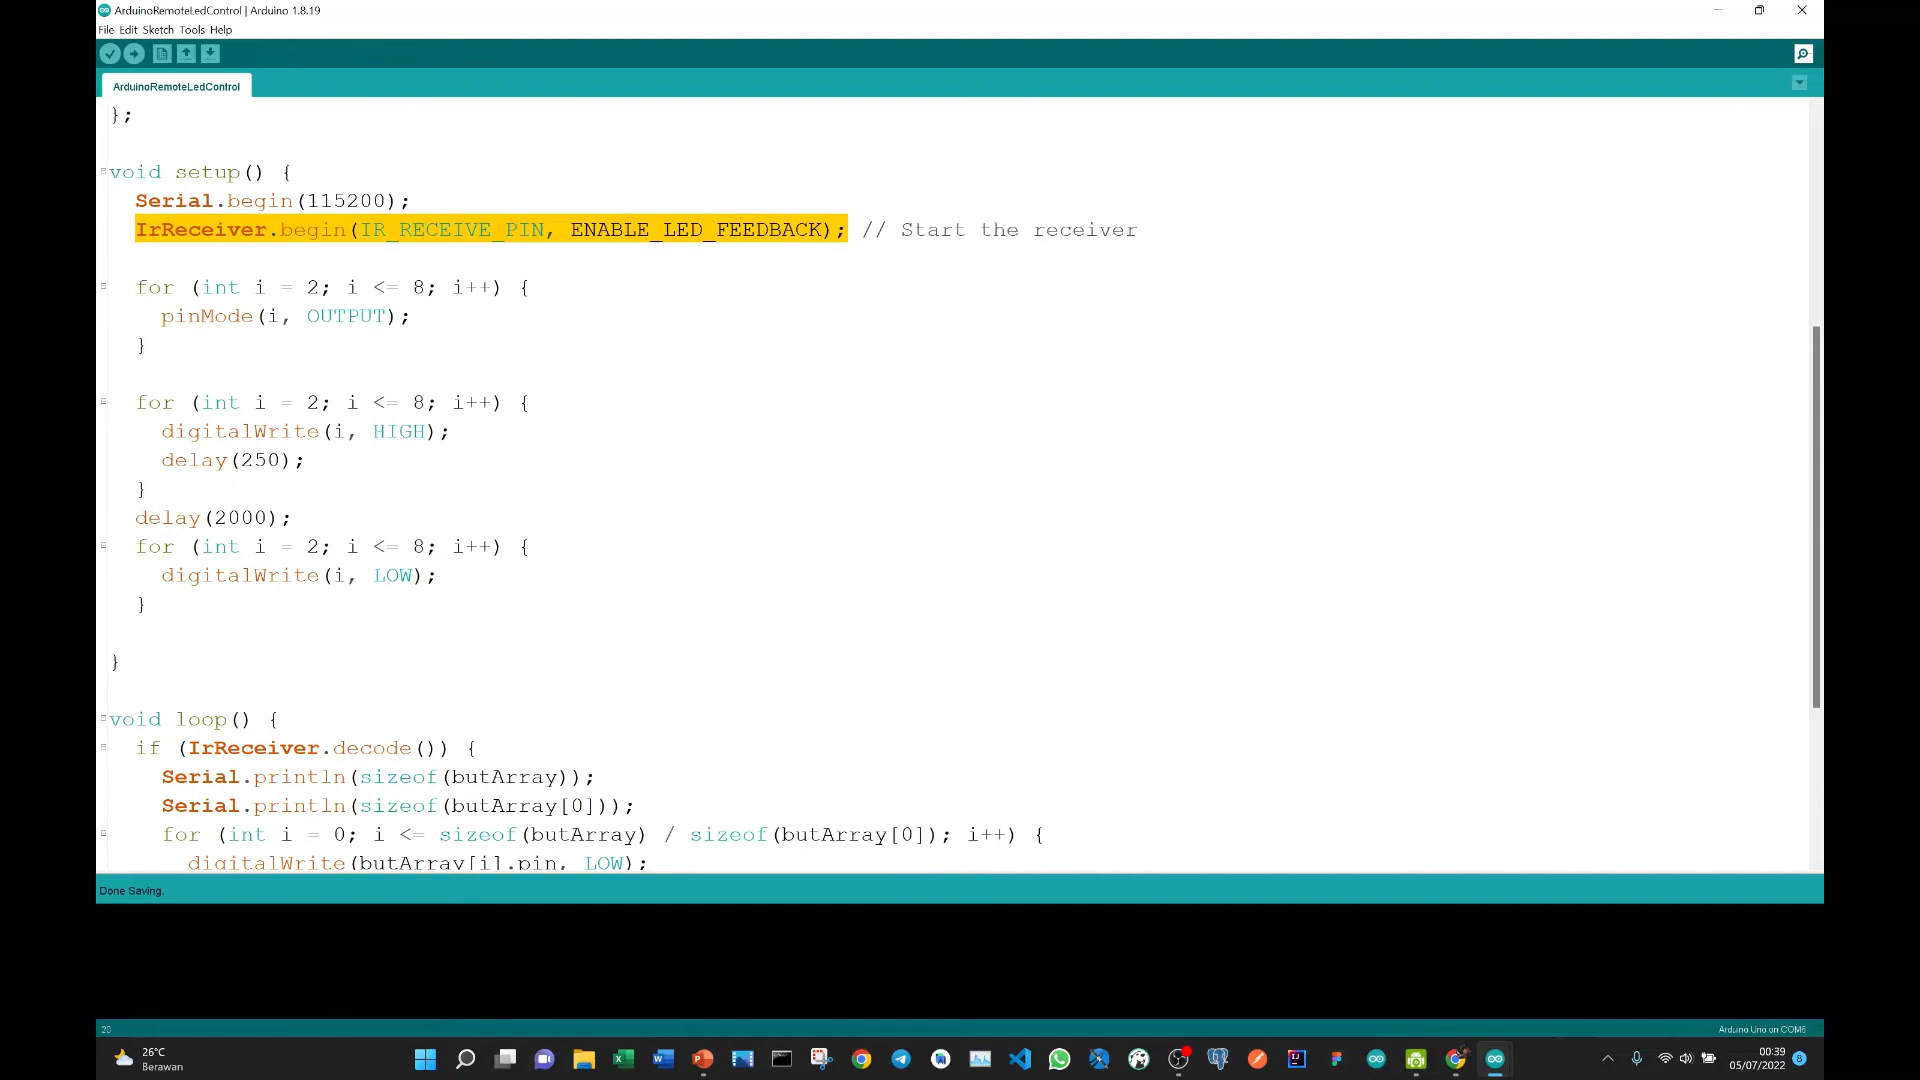 ArduinoRemoteLedControl | Arduino 1.8.19
File Edit Sketch Tools Help
ArduinoRemoteLedControl
};
void setup() {
Serial.begin(115200);
IrReceiver.begin(IR_RECEIVE_PIN, ENABLE_LED_FEEDBACK); // Start the receiver
for (int i = 2; i <= 8; i++) {
pinMode(i, OUTPUT);
}
for (int i = 2; i <= 8; i++) {
digitalWrite(i, HIGH);
delay(250);
}
delay(2000);
for (int i = 2; i <= 8; i++) {
digitalWrite(i, LOW);
}
}
void loop() {
if (IrReceiver.decode()) {
Serial.println(sizeof(butArray));
Serial.println(sizeof(butArray[0]));
for (int i = 0; i <= sizeof(butArray) / sizeof(butArray[0]); i++) {
digitalWrite(butArray[i].pin, LOW);
Done Saving.
20
Arduino Uno on COM6
26°C
Berawan
00:39
05/07/2022
8